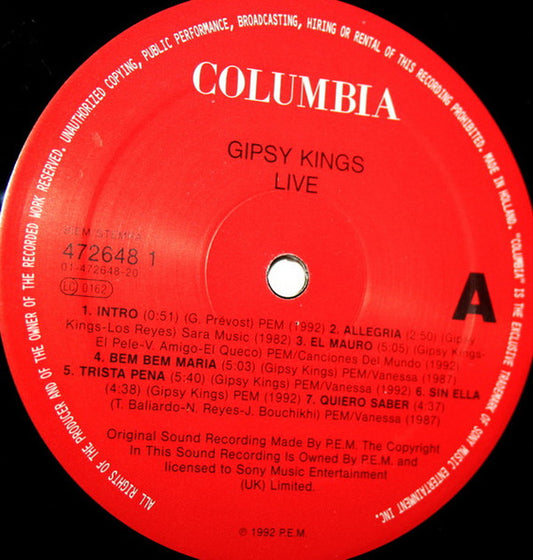 ALL RIGHTS OF THE PRODUCER AND OF THE OWNER OF THE RECORDED WORK RESERVED. UNAUTHORIZED COPYING, PUBLIC PERFORMANCE, BROADCASTING, HIRING OR RENTAL OF THIS RECORDING PROHIBITED. MADE IN HOLLAND. "COLUMBIA" IS THE EXCLUSIVE TRADEMARK OF SONY MUSIC ENTERTAINMENT INC.
COLUMBIA
GIPSY KINGS
LIVE
BIEM/STEMRA
472648 1
01-472648-20
LC 0162
A
1. INTRO (0:51) (G. Prévost) PEM (1992) 2. ALLEGRIA (2:50) (Gipsy
Kings-Los Reyes) Sara Music (1982) 3. EL MAURO (5:05) (Gipsy Kings-
El Pele-V. Amigo-El Queco) PEM/Canciones Del Mundo (1992)
4. BEM BEM MARIA (5:03) (Gipsy Kings) PEM/Vanessa (1987)
5. TRISTA PENA (5:40) (Gipsy Kings) PEM/Vanessa (1992) 6. SIN ELLA
(4:38) (Gipsy Kings) PEM (1992) 7. QUIERO SABER (4:37)
(T. Baliardo-N. Reyes-J. Bouchikhi) PEM/Vanessa (1987)
Original Sound Recording Made By P.E.M. The Copyright
In This Sound Recording Is Owned By P.E.M. and
licensed to Sony Music Entertainment
(UK) Limited.
℗ 1992 P.E.M.